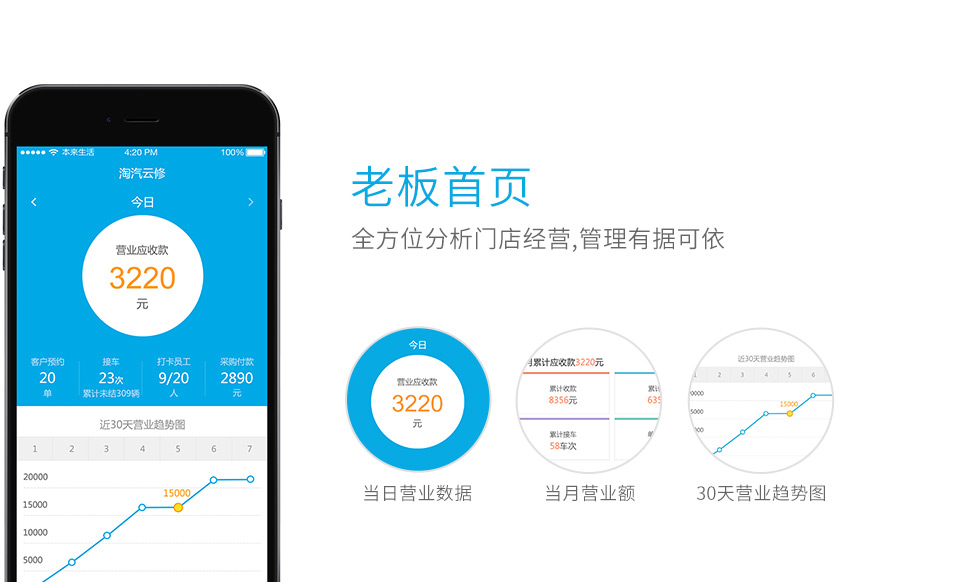 本来生活
4:20 PM
100%
淘汽云修
今日
营业应收款
3220
元
客户预约 接车 打卡员工 采购付款
20 23次 9/20 2890
单 累计未结309辆 人 元
近30天营业趋势图
1 2 3 4 5 6 7
20000
15000
15000
10000
5000
老板首页
全方位分析门店经营,管理有据可依
今日
营业应收款
3220
元
当日营业数据
月累计应收款3220元
累计收款
8356元
累计接车
58车次
当月营业额
近30天营业趋势图
1 2 3 4 5 6
15000
30天营业趋势图